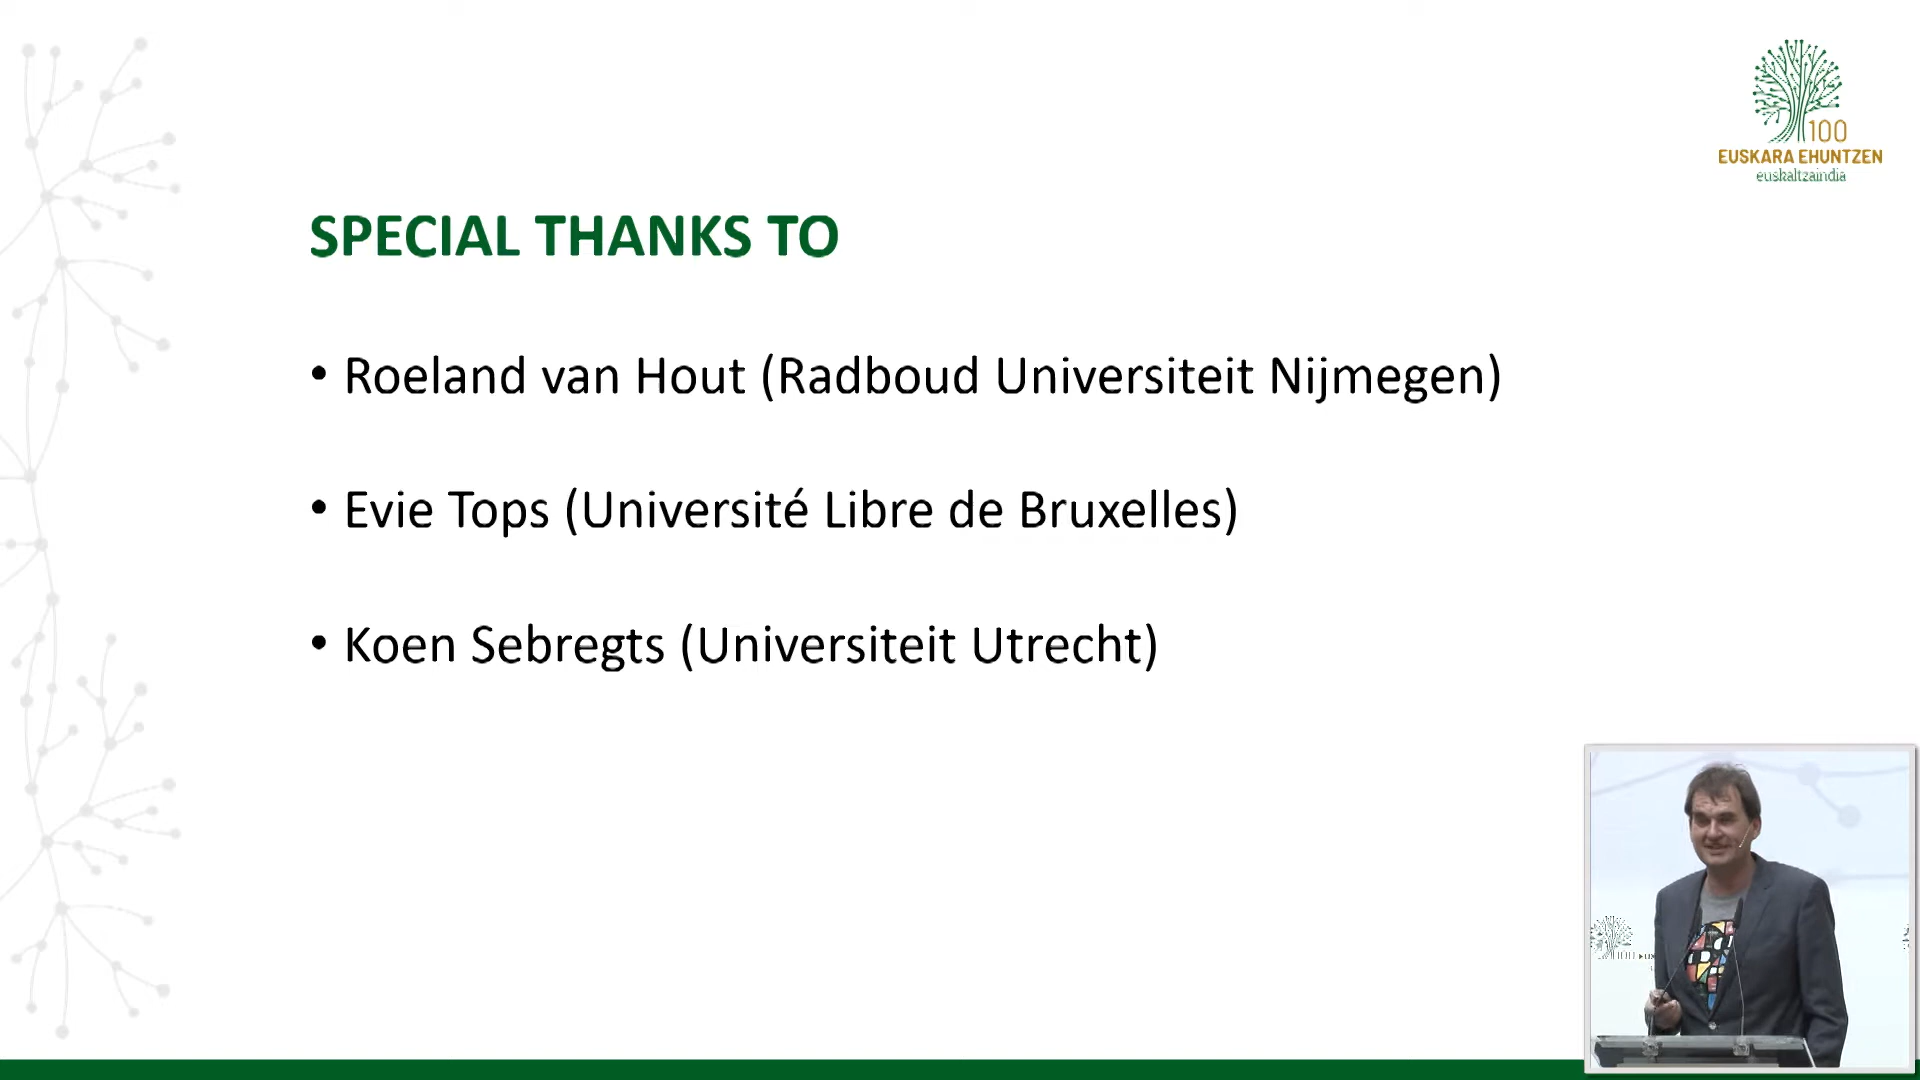 100
EUSKARA EHUNTZEN
euskaltzaindia
SPECIAL THANKS TO
• Roeland van Hout (Radboud Universiteit Nijmegen)
• Evie Tops (Université Libre de Bruxelles)
• Koen Sebregts (Universiteit Utrecht)